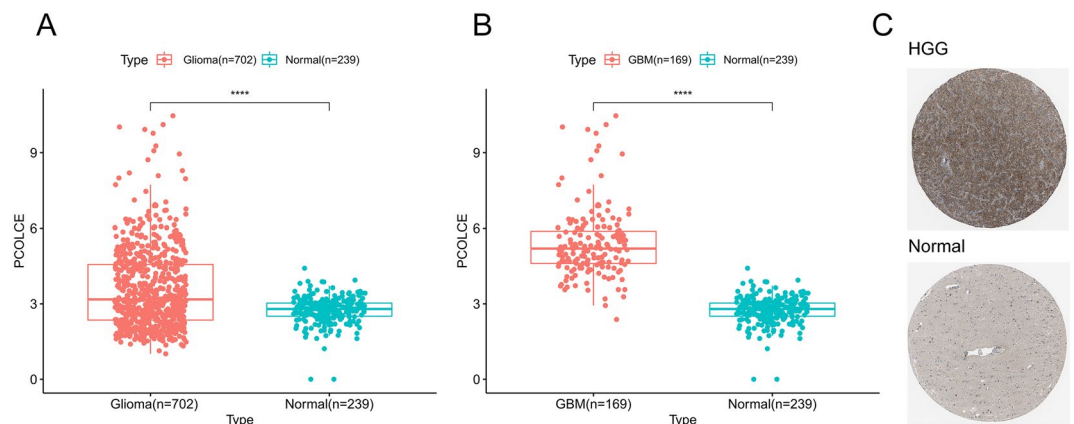 A
Type Glioma(n=702) Normal(n=239)
****
PCOLCE
9
6
3
0
Glioma(n=702) Normal(n=239)
Type
B
Type GBM(n=169) Normal(n=239)
****
PCOLCE
9
6
3
0
GBM(n=169) Normal(n=239)
Type
C
HGG
Normal